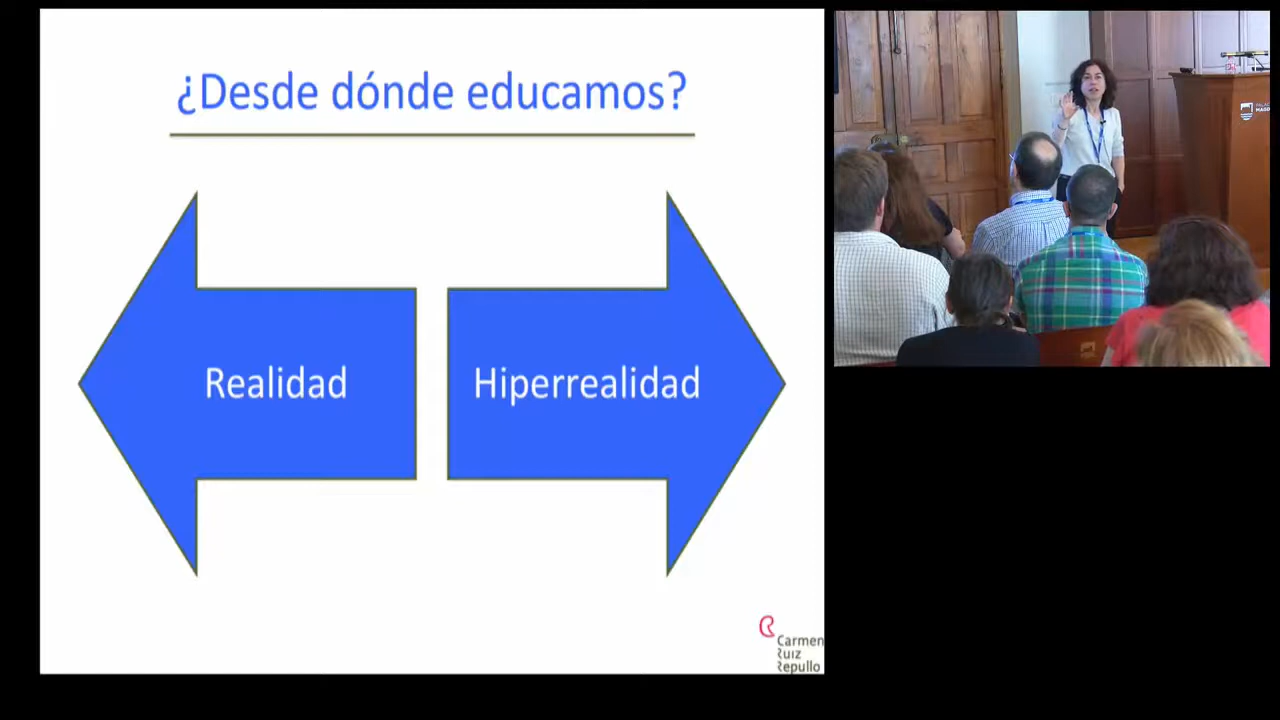 ¿Desde dónde educamos?
Realidad
Hiperrealidad
Carmen
Ruiz
Repullo